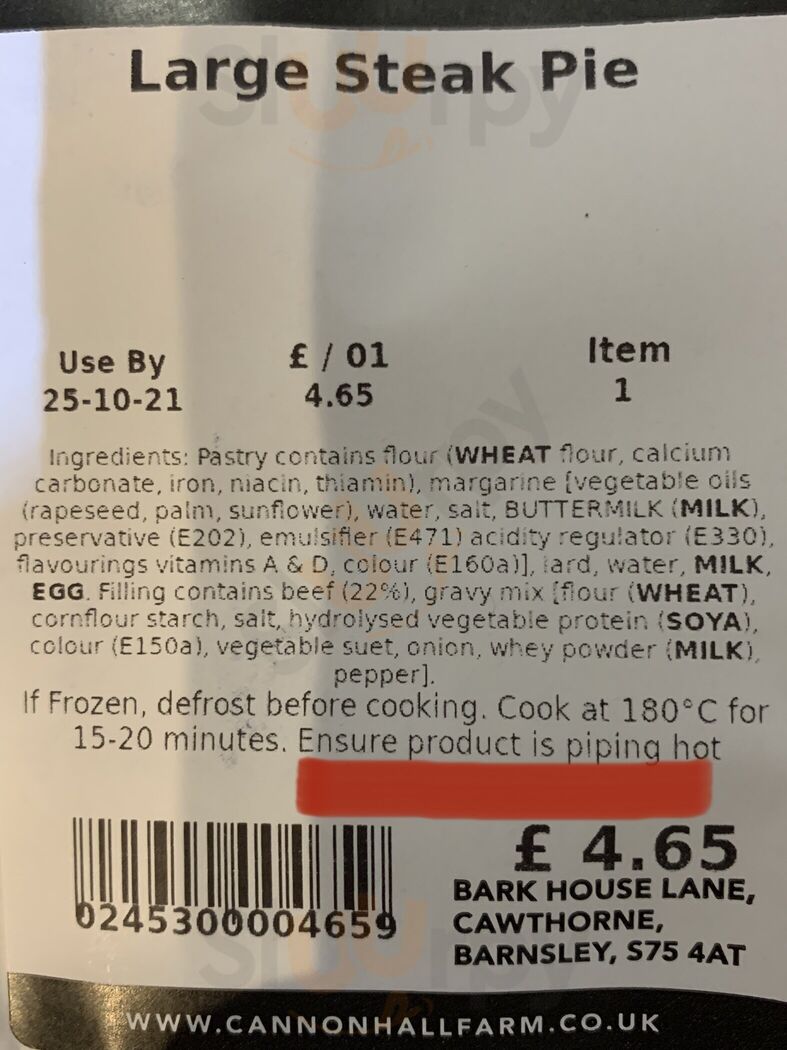 Large Steak Pie
Use By £ / 01 Item
25-10-21 4.65 1
Ingredients: Pastry contains flour (WHEAT flour, calcium
carbonate, iron, niacin, thiamin), margarine [vegetable oils
(rapeseed, palm, sunflower), water, salt, BUTTERMILK (MILK),
preservative (E202), emulsifier (E471) acidity regulator (E330),
flavourings vitamins A & D, colour (E160a)], lard, water, MILK,
EGG. Filling contains beef (22%), gravy mix [flour (WHEAT),
cornflour starch, salt, hydrolysed vegetable protein (SOYA),
colour (E150a), vegetable suet, onion, whey powder (MILK),
pepper].
If Frozen, defrost before cooking. Cook at 180°C for
15-20 minutes. Ensure product is piping hot
0245300004659
£ 4.65
BARK HOUSE LANE,
CAWTHORNE,
BARNSLEY, S75 4AT
WWW.CANNONHALLFARM.CO.UK